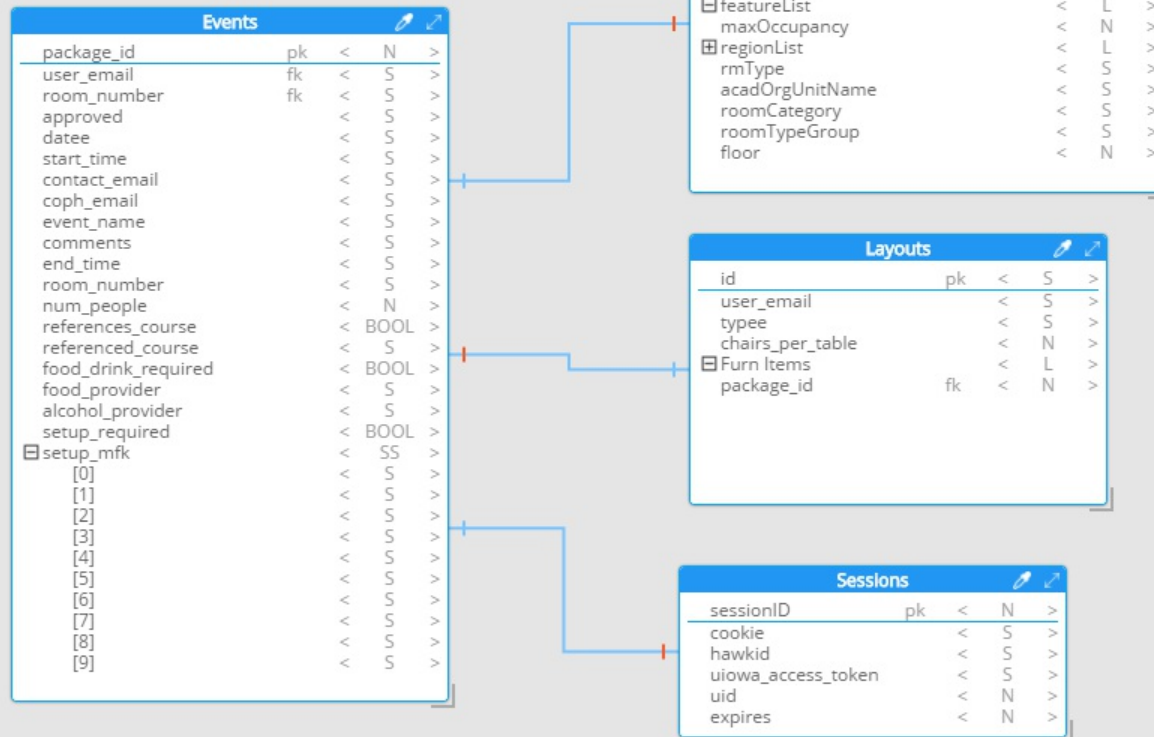 Events
package_id pk < N >
user_email fk < S >
room_number fk < S >
approved < S >
datee < S >
start_time < S >
contact_email < S >
coph_email < S >
event_name < S >
comments < S >
end_time < S >
room_number < S >
num_people < N >
references_course < BOOL >
referenced_course < S >
food_drink_required < BOOL >
food_provider < S >
alcohol_provider < S >
setup_required < BOOL >
setup_mfk < SS >
[0] < S >
[1] < S >
[2] < S >
[3] < S >
[4] < S >
[5] < S >
[6] < S >
[7] < S >
[8] < S >
[9] < S >
featureList < L >
maxOccupancy < N >
regionList < L >
rmType < S >
acadOrgUnitName < S >
roomCategory < S >
roomTypeGroup < S >
floor < N >
Layouts
id pk < S >
user_email < S >
typee < S >
chairs_per_table < N >
Furn Items < L >
package_id fk < N >
Sessions
sessionID pk < N >
cookie < S >
hawkid < S >
uiowa_access_token < S >
uid < N >
expires < N >